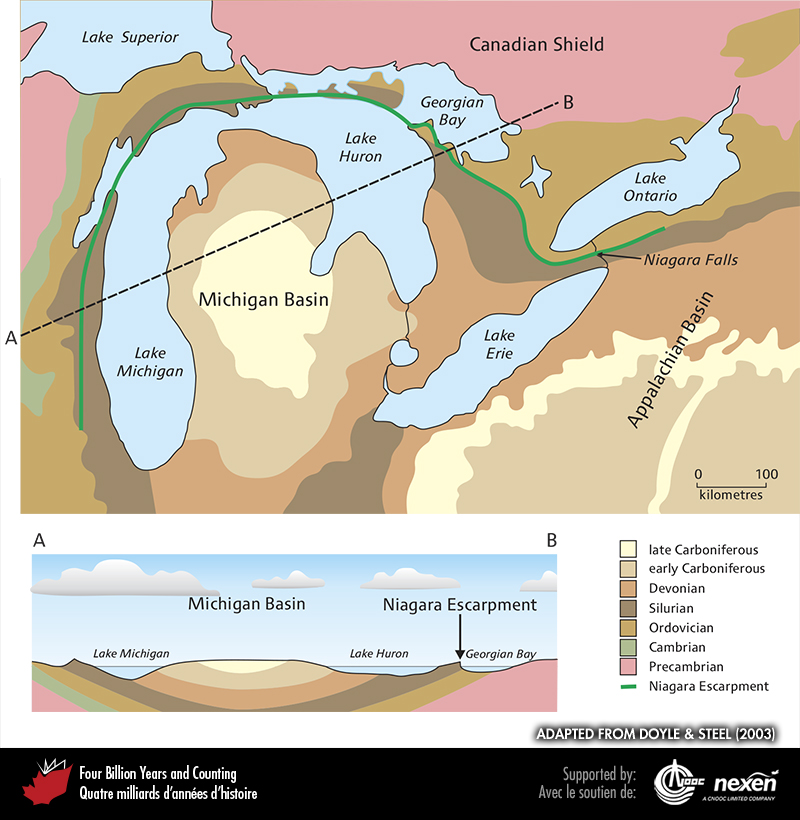 Lake Superior
Canadian Shield
Georgian
Bay
B
Lake
Huron
Lake
Ontario
Niagara Falls
Michigan Basin
A
Lake
Michigan
Lake
Erie
Appalachian Basin
0 100
kilometres
A
B
Michigan Basin
Niagara Escarpment
Lake Michigan
Lake Huron
Georgian Bay
late Carboniferous
early Carboniferous
Devonian
Silurian
Ordovician
Cambrian
Precambrian
Niagara Escarpment
ADAPTED FROM DOYLE & STEEL (2003)
Four Billion Years and Counting
Quatre milliards d'années d'histoire
Supported by:
Avec le soutien de:
CNOOC
nexen
A CNOOC LIMITED COMPANY